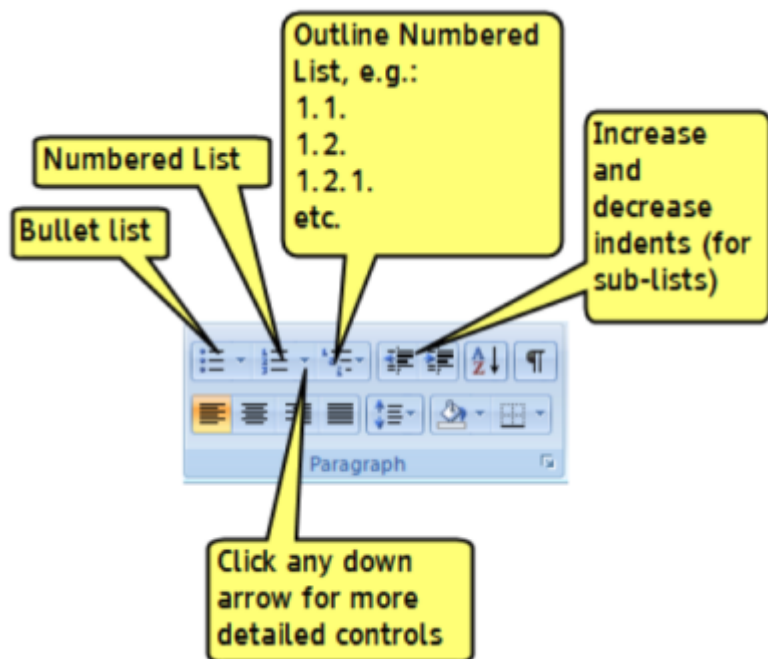 Outline Numbered
List, e.g.:
1.1.
1.2.
1.2.1.
etc.
Increase
and
decrease
indents (for
sub-lists)
Numbered List
Bullet list
A
Z
¶
Paragraph
Click any down
arrow for more
detailed controls